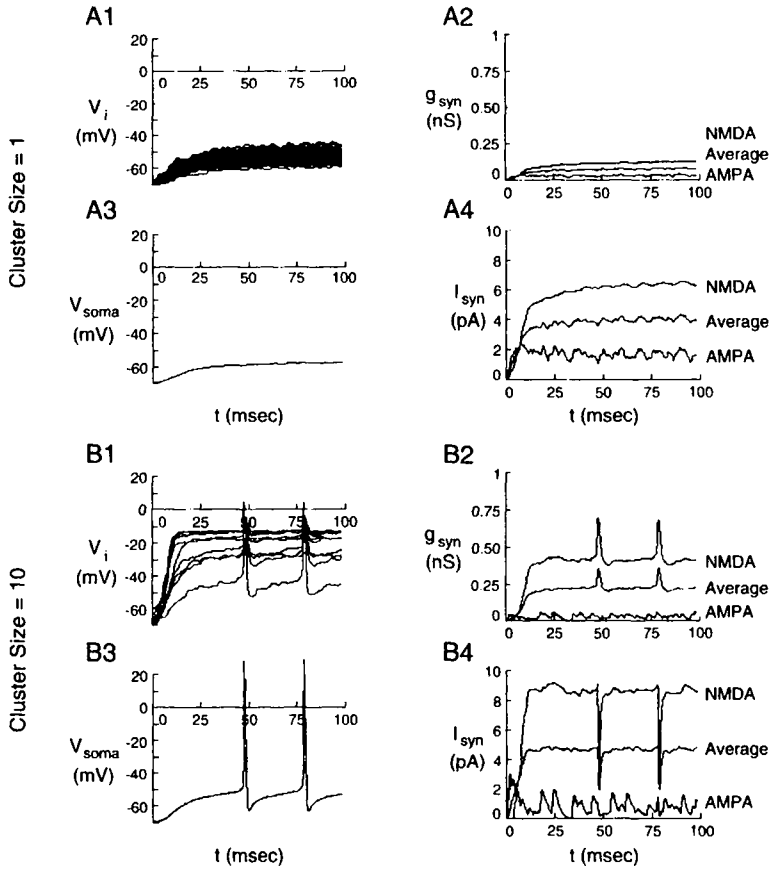 Cluster Size = 1
A1
20
0
-20
-40
-60
V_i
(mV)
0 25 50 75 100
A2
1
0.75
g_syn
(nS)
0.25
0
0 25 50 75 100
NMDA
Average
AMPA
A3
20
0
-20
-40
-60
V_soma
(mV)
0 25 50 75 100
t (msec)
A4
10
8
6
4
2
0
I_syn
(pA)
0 25 50 75 100
t (msec)
NMDA
Average
AMPA
Cluster Size = 10
B1
20
0
-20
-40
-60
V_i
(mV)
0 25 50 75 100
B2
1
0.75
g_syn
0.50
(nS)
0.25
0
0 25 50 75 100
NMDA
Average
AMPA
B3
20
0
-20
-40
-60
V_soma
(mV)
0 25 50 75 100
t (msec)
B4
10
8
6
4
2
0
I_syn
(pA)
0 25 50 75 100
t (msec)
NMDA
Average
AMPA